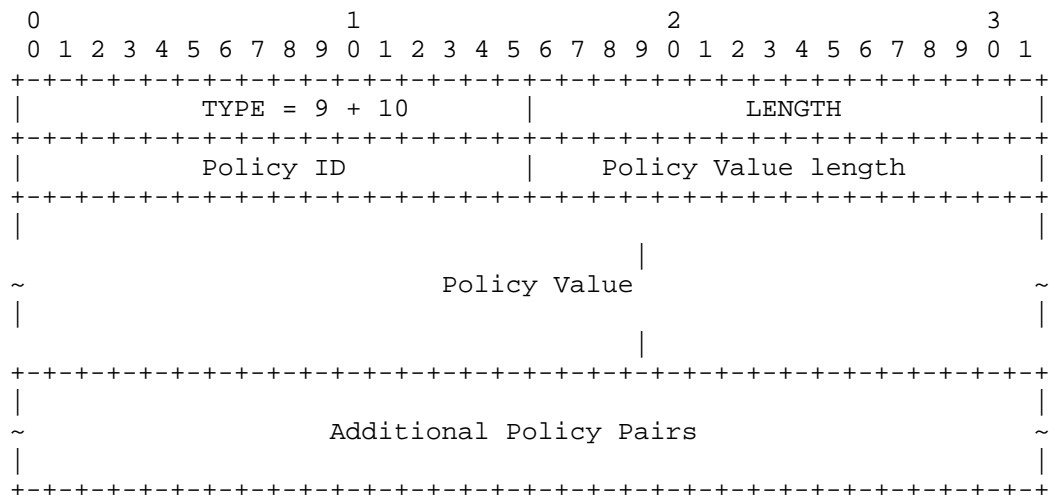 0                   1                   2                   3
0 1 2 3 4 5 6 7 8 9 0 1 2 3 4 5 6 7 8 9 0 1 2 3 4 5 6 7 8 9 0 1
+-+-+-+-+-+-+-+-+-+-+-+-+-+-+-+-+-+-+-+-+-+-+-+-+-+-+-+-+-+-+-+-+
|           TYPE = 9 + 10       |             LENGTH            |
+-+-+-+-+-+-+-+-+-+-+-+-+-+-+-+-+-+-+-+-+-+-+-+-+-+-+-+-+-+-+-+-+
|           Policy ID           |    Policy Value length        |
+-+-+-+-+-+-+-+-+-+-+-+-+-+-+-+-+-+-+-+-+-+-+-+-+-+-+-+-+-+-+-+-+
|                                                               |
                                       |
~                          Policy Value                         ~
|                                                               |
                                       |
+-+-+-+-+-+-+-+-+-+-+-+-+-+-+-+-+-+-+-+-+-+-+-+-+-+-+-+-+-+-+-+-+
|                                                               |
~                   Additional Policy Pairs                     ~
|                                                               |
+-+-+-+-+-+-+-+-+-+-+-+-+-+-+-+-+-+-+-+-+-+-+-+-+-+-+-+-+-+-+-+-+